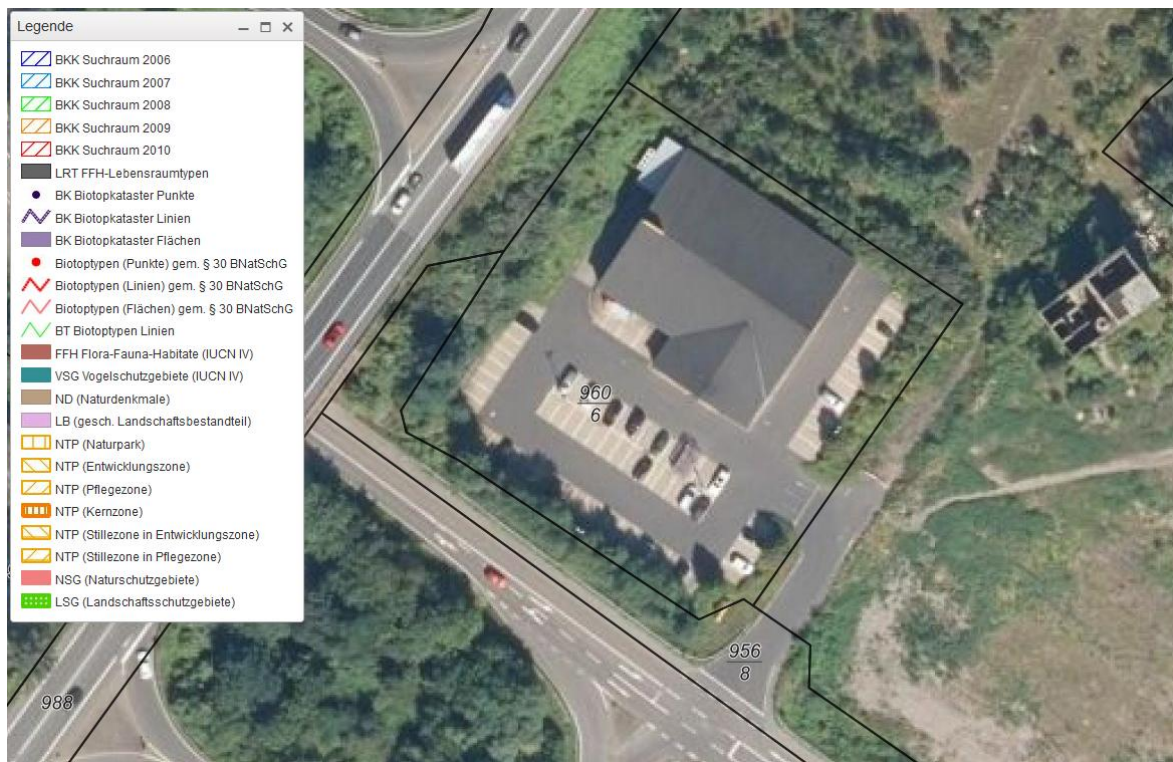 Legende
BKK Suchraum 2006
BKK Suchraum 2007
BKK Suchraum 2008
BKK Suchraum 2009
BKK Suchraum 2010
LRT FFH-Lebensraumtypen
BK Biotopkataster Punkte
BK Biotopkataster Linien
BK Biotopkataster Flächen
Biotoptypen (Punkte) gem. § 30 BNatSchG
Biotoptypen (Linien) gem. § 30 BNatSchG
Biotoptypen (Flächen) gem. § 30 BNatSchG
BT Biotoptypen Linien
FFH Flora-Fauna-Habitate (IUCN IV)
VSG Vogelschutzgebiete (IUCN IV)
ND (Naturdenkmale)
LB (gesch. Landschaftsbestandteil)
NTP (Naturpark)
NTP (Entwicklungszone)
NTP (Pflegezone)
NTP (Kernzone)
NTP (Stillezone in Entwicklungszone)
NTP (Stillezone in Pflegezone)
NSG (Naturschutzgebiete)
LSG (Landschaftsschutzgebiete)
960
6
956
8
988